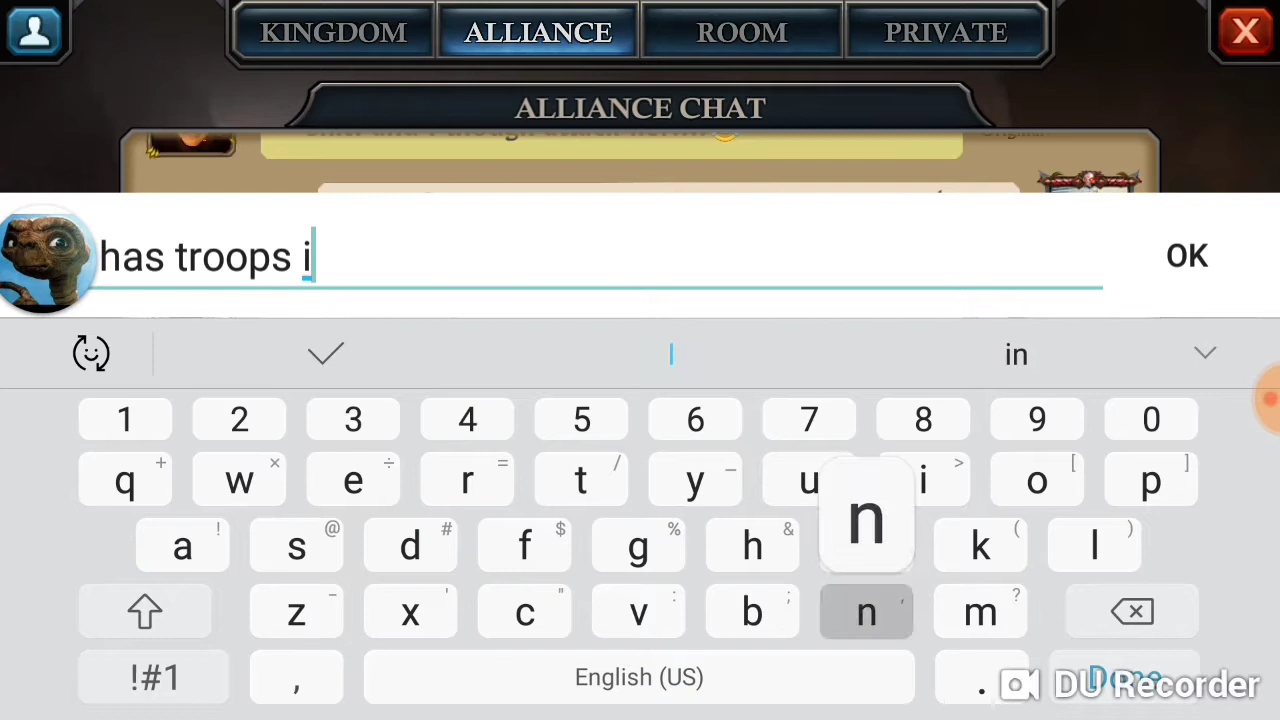 KINGDOM ALLIANCE ROOM PRIVATE X
ALLIANCE CHAT
has troops i
OK
in
1 2 3 4 5 6 7 8 9 0
q + w × e ÷ r = t / y _ u i > o [ p ]
a ! s @ d # f $ g % h & n k ( l )
z - x ' c " v : b ; n , m ?
!#1 , English (US) . Done
DU Recorder